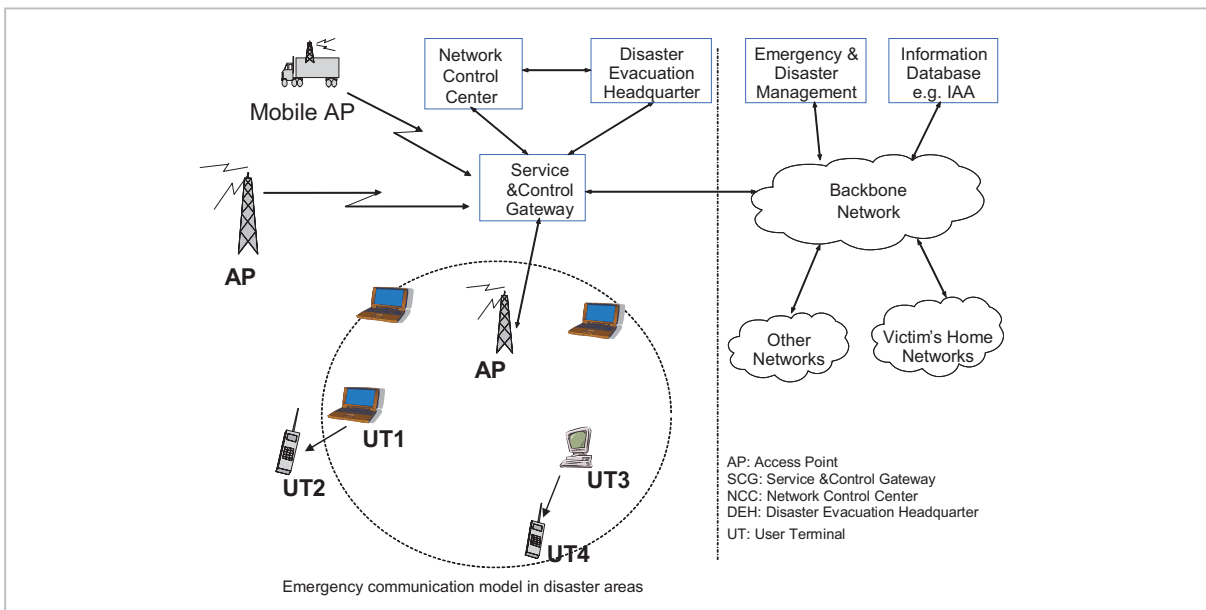 Network
Control
Center
Disaster
Evacuation
Headquarter
Emergency &
Disaster
Management
Information
Database
e.g. IAA
Mobile AP
Service
&Control
Gateway
Backbone
Network
AP
AP
Other
Networks
Victim's Home
Networks
UT1
UT2
UT3
UT4
AP: Access Point
SCG: Service &Control Gateway
NCC: Network Control Center
DEH: Disaster Evacuation Headquarter
UT: User Terminal
Emergency communication model in disaster areas